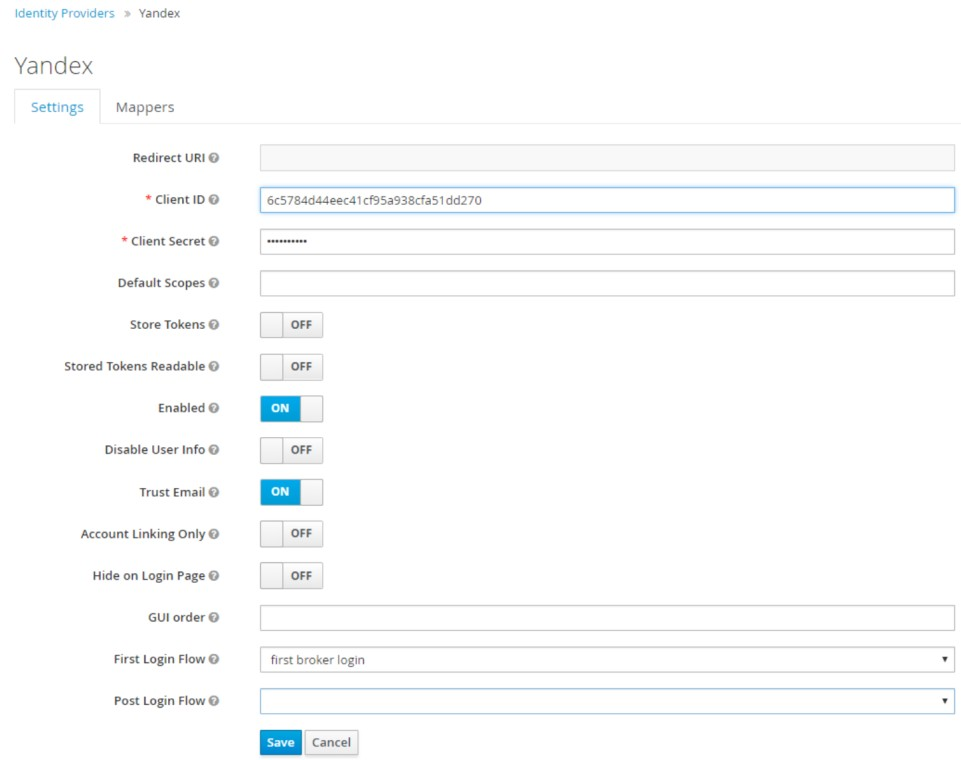 Identity Providers » Yandex
Yandex
Settings Mappers
Redirect URI
* Client ID 6c5784d44eec41cf95a938cfa51dd270
* Client Secret ••••••••••
Default Scopes
Store Tokens OFF
Stored Tokens Readable OFF
Enabled ON
Disable User Info OFF
Trust Email ON
Account Linking Only OFF
Hide on Login Page OFF
GUI order
First Login Flow first broker login
Post Login Flow
Save Cancel